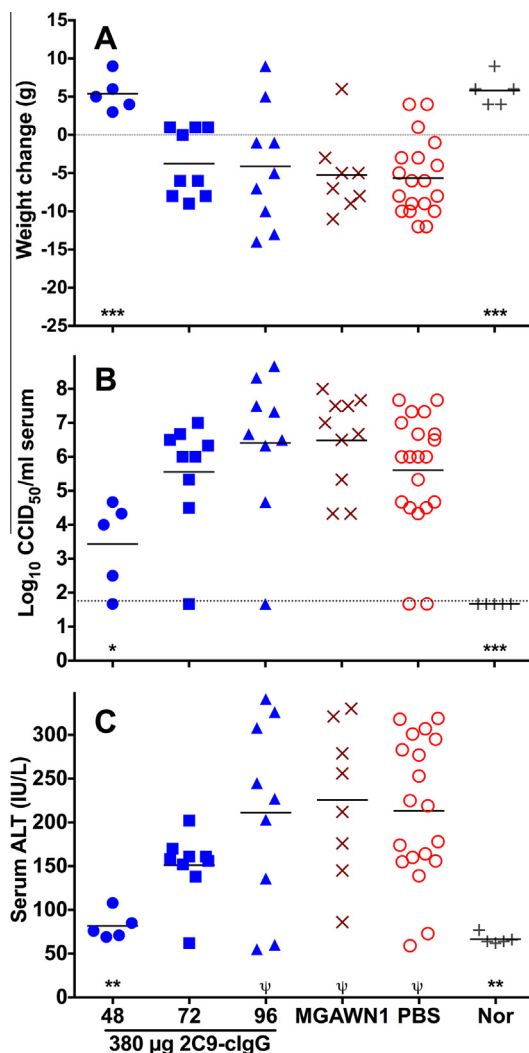 A
Weight change (g)
10
5
0
-5
-10
-15
-20
-25
***
***
B
Log10 CCID50/ml serum
8
7
6
5
4
3
2
1
0
*
***
C
Serum ALT (IU/L)
300
250
200
150
100
50
0
**
ψ
ψ
ψ
**
48
72
96
MGAWN1
PBS
Nor
380 µg 2C9-cIgG